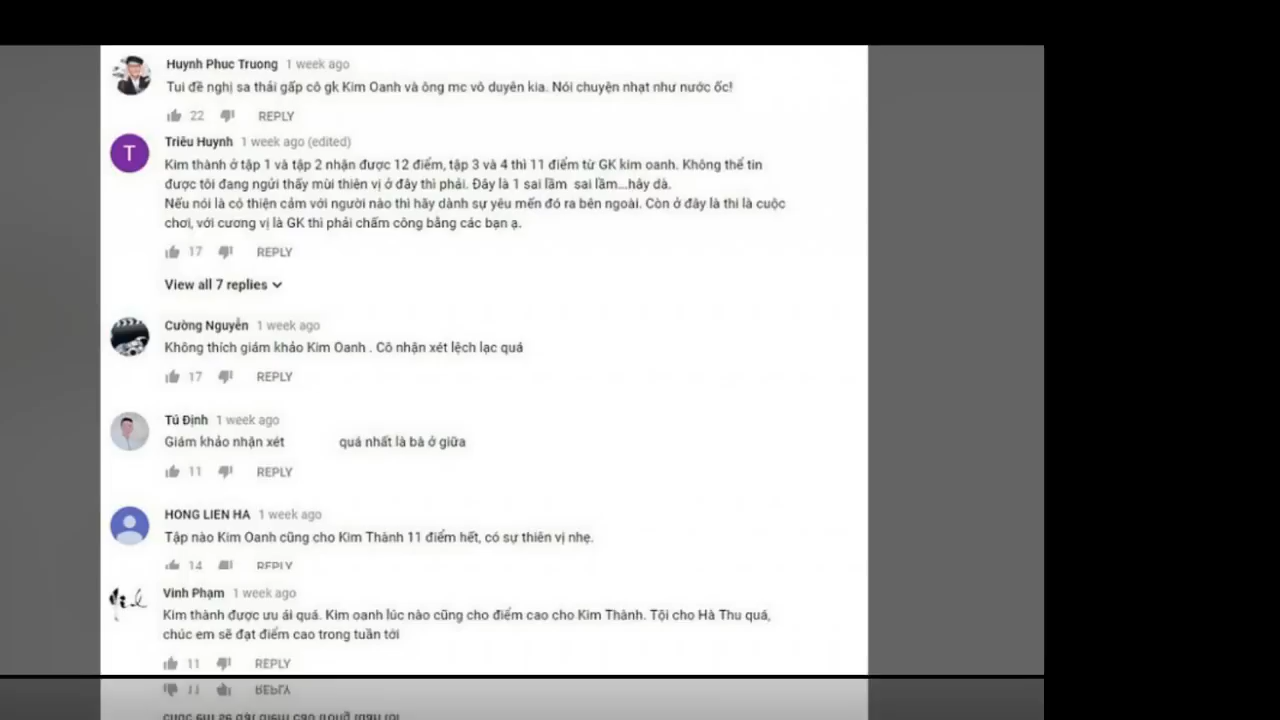 Huynh Phuc Truong 1 week ago
Tui đề nghị sa thải gấp cô gk Kim Oanh và ông mc vô duyên kia. Nói chuyện nhạt như nước ốc!
22 REPLY
T
Triêu Huynh 1 week ago (edited)
Kim thành ở tập 1 và tập 2 nhận được 12 điểm, tập 3 và 4 thì 11 điểm từ GK kim oanh. Không thể tin
được tôi đang ngửi thấy mùi thiên vị ở đây thì phải. Đây là 1 sai lầm sai lầm...hây dà.
Nếu nói là có thiện cảm với người nào thì hãy dành sự yêu mến đó ra bên ngoài. Còn ở đây là thi là cuộc
chơi, với cương vị là GK thì phải chấm công bằng các bạn ạ.
17 REPLY
View all 7 replies
Cường Nguyễn 1 week ago
Không thích giám khảo Kim Oanh . Cô nhận xét lệch lạc quá
17 REPLY
Tú Định 1 week ago
Giám khảo nhận xét quá nhất là bà ở giữa
11 REPLY
HONG LIEN HA 1 week ago
Tập nào Kim Oanh cũng cho Kim Thành 11 điểm hết, có sự thiên vị nhẹ.
14 REPLY
Vinh Phạm 1 week ago
Kim thành được ưu ái quá. Kim oanh lúc nào cũng cho điểm cao cho Kim Thành. Tội cho Hà Thu quá,
chúc em sẽ đạt điểm cao trong tuần tới
11 REPLY